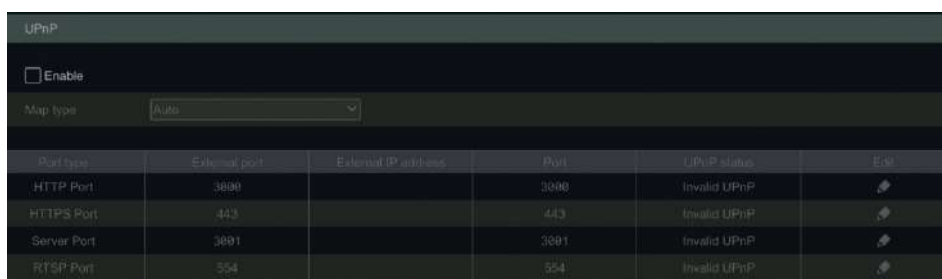 UPnP
Enable
Map type Auto
Port type External port External IP address Port UPnP status Edit
HTTP Port 3000 3000 Invalid UPnP
HTTPS Port 443 443 Invalid UPnP
Server Port 3001 3001 Invalid UPnP
RTSP Port 554 554 Invalid UPnP